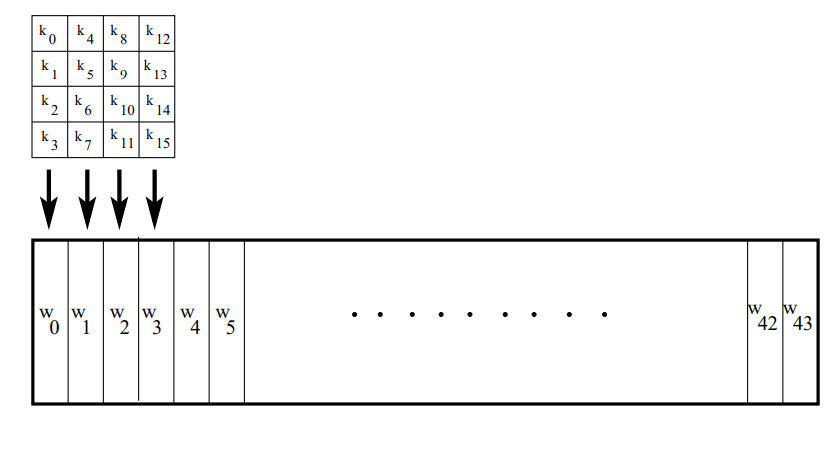 k0 k4 k8 k12
k1 k5 k9 k13
k2 k6 k10 k14
k3 k7 k11 k15
w0 w1 w2 w3 w4 w5 . . . . . . . . . w42 w43